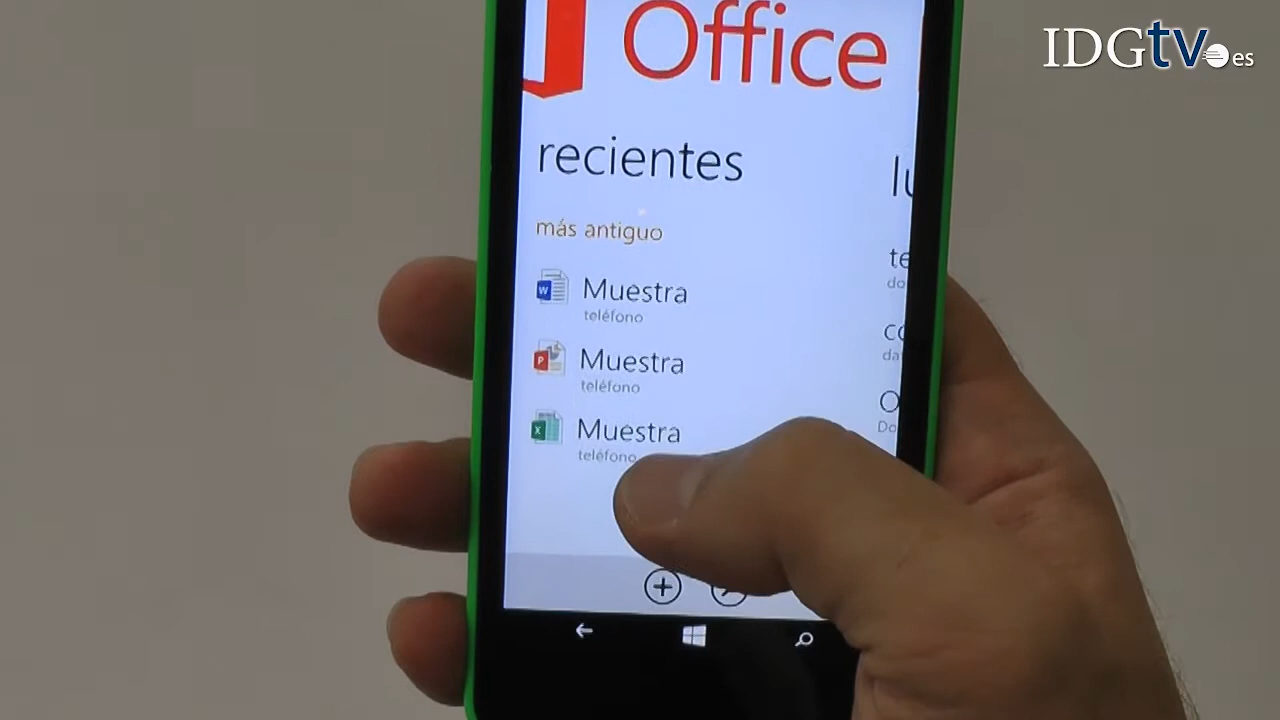 IDGtv.es
Office
recientes
más antiguo
Muestra
teléfono
Muestra
teléfono
Muestra
teléfono